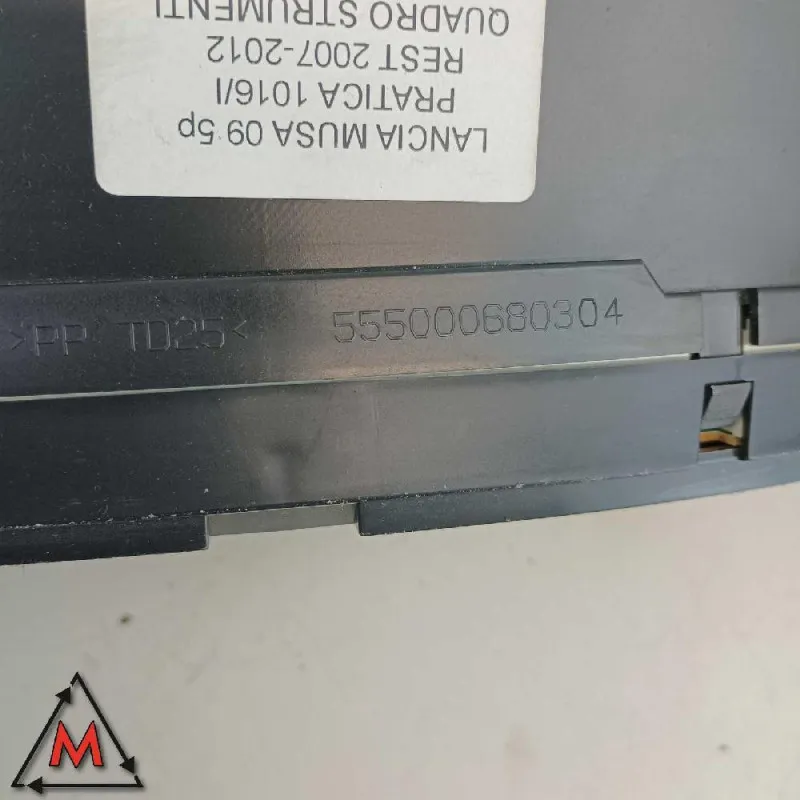 LANCIA MUSA 09 5p
PRATICA 1016/I
REST 2007-2012
QUADRO STRUMENTI
>PP TD25< 555000680304
M